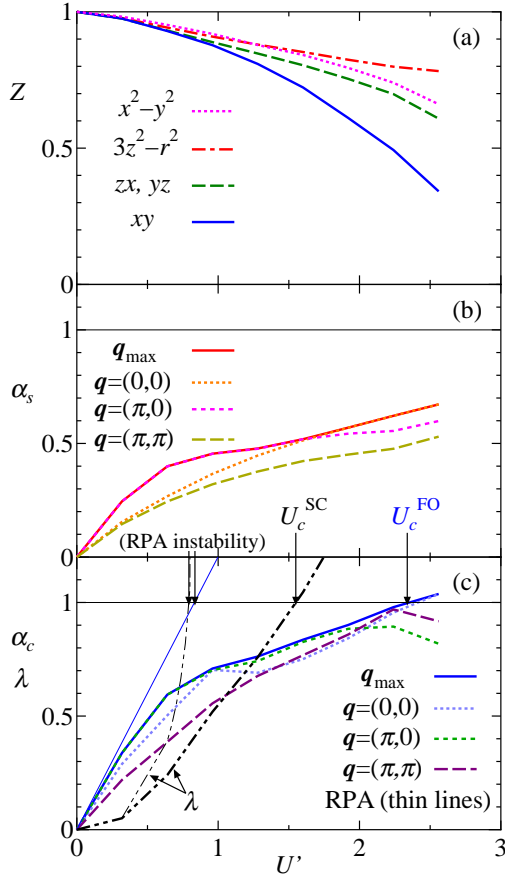 1
(a)
Z
x²−y²
0.5
3z²−r²
zx, yz
xy
0
(b)
1
q_max
α_s
q=(0,0)
0.5
q=(π,0)
q=(π,π)
U_c^SC
U_c^FO
(RPA instability)
0
(c)
1
α_c
λ
q_max
0.5
q=(0,0)
q=(π,0)
q=(π,π)
λ
RPA (thin lines)
0
0 1 2 3
U'